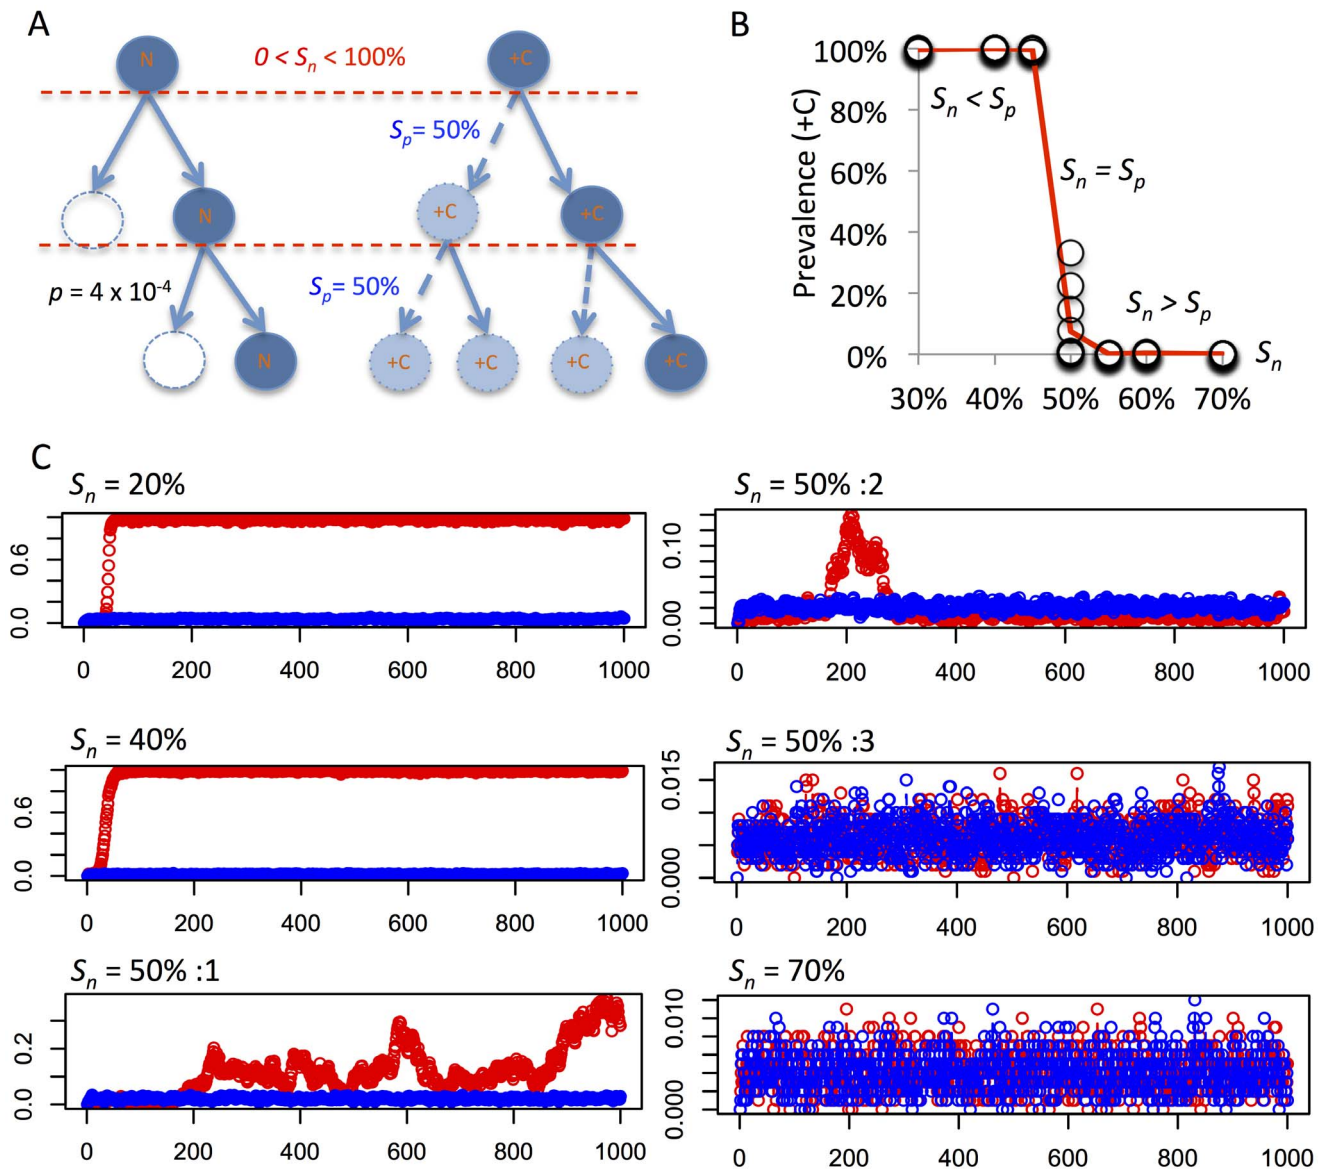 A
N
0 < Sn < 100%
+C
Sp= 50%
N
+C
+C
p = 4 x 10-4
Sp= 50%
N
+C
+C
+C
+C
B
Prevalence (+C)
100%
80%
60%
40%
20%
0%
Sn < Sp
Sn = Sp
Sn > Sp
Sn
30% 40% 50% 60% 70%
C
Sn = 20%
0.6
0.0
0 200 400 600 800 1000
Sn = 50% :2
0.10
0.00
0 200 400 600 800 1000
Sn = 40%
0.6
0.0
0 200 400 600 800 1000
Sn = 50% :3
0.015
0.000
0 200 400 600 800 1000
Sn = 50% :1
0.2
0.0
0 200 400 600 800 1000
Sn = 70%
0.010
0.000
0 200 400 600 800 1000